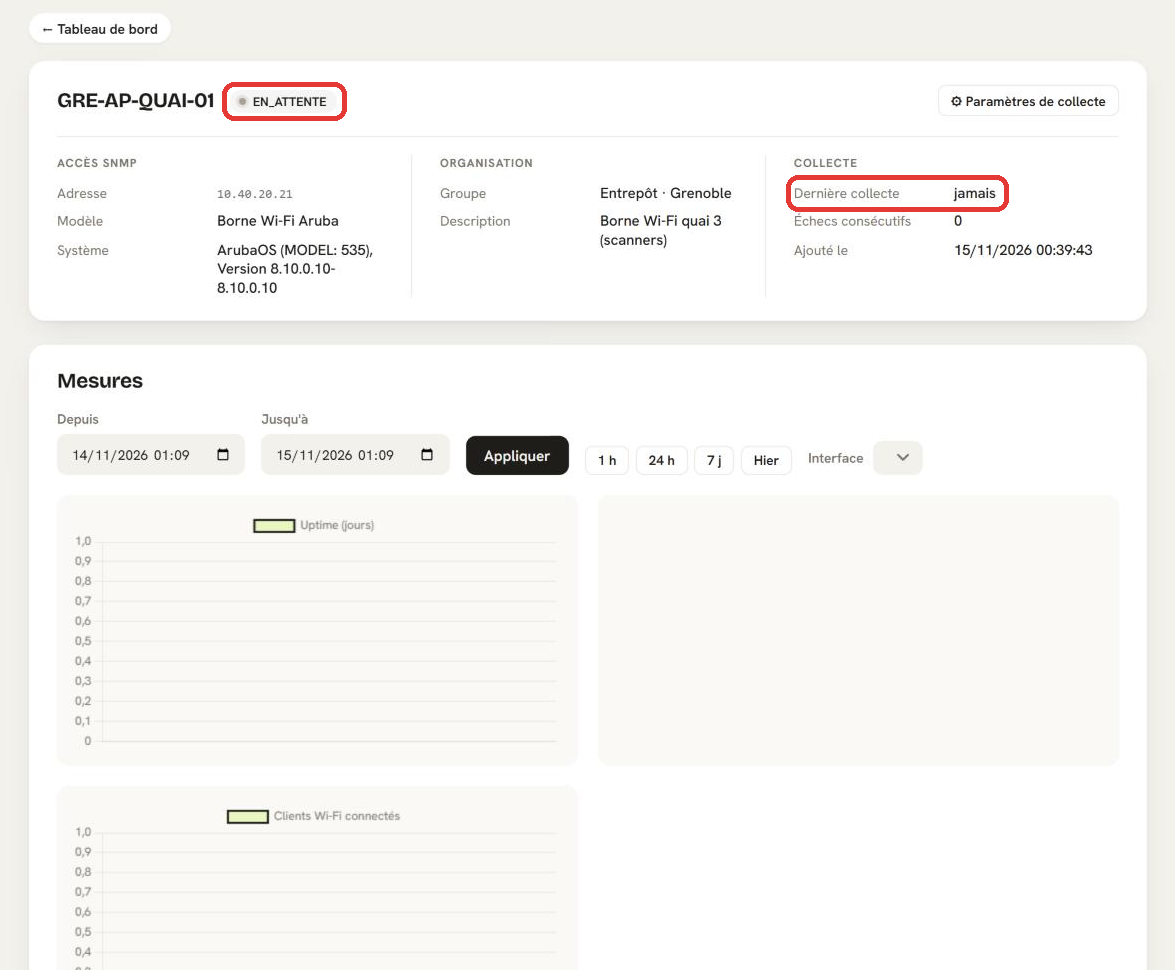 ← Tableau de bord
GRE-AP-QUAI-01 EN_ATTENTE
⚙ Paramètres de collecte
ACCÈS SNMP
Adresse 10.40.20.21
Modèle Borne Wi-Fi Aruba
Système ArubaOS (MODEL: 535),
Version 8.10.0.10-
8.10.0.10
ORGANISATION
Groupe Entrepôt · Grenoble
Description Borne Wi-Fi quai 3
(scanners)
COLLECTE
Dernière collecte jamais
Échecs consécutifs 0
Ajouté le 15/11/2026 00:39:43
Mesures
Depuis Jusqu'à
14/11/2026 01:09 15/11/2026 01:09 Appliquer 1 h 24 h 7 j Hier Interface
Uptime (jours)
1,0
0,9
0,8
0,7
0,6
0,5
0,4
0,3
0,2
0,1
0
Clients Wi-Fi connectés
1,0
0,9
0,8
0,7
0,6
0,5
0,4